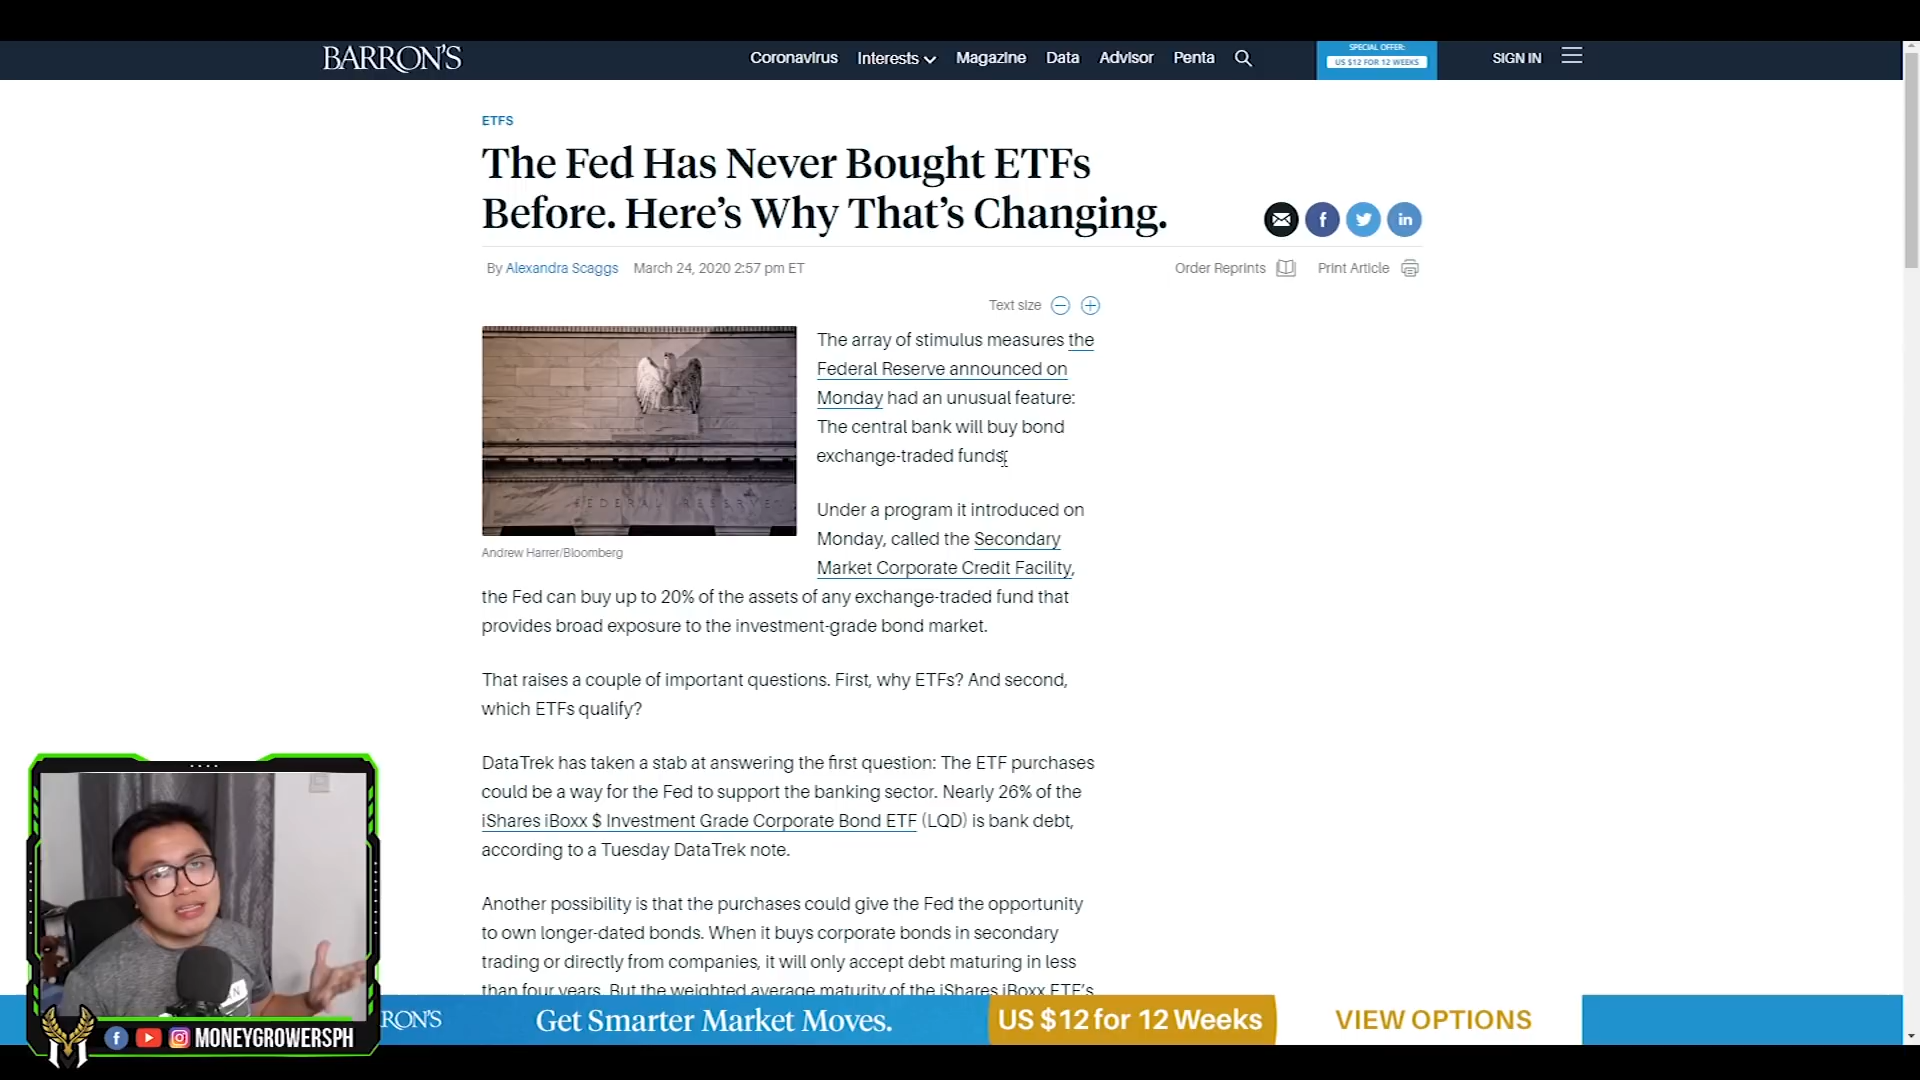 BARRON'S
Coronavirus Interests Magazine Data Advisor Penta
SPECIAL OFFER:
US $12 FOR 12 WEEKS
SIGN IN
ETFS
The Fed Has Never Bought ETFs
Before. Here's Why That's Changing.
By Alexandra Scaggs March 24, 2020 2:57 pm ET
Order Reprints Print Article
Text size
The array of stimulus measures the
Federal Reserve announced on
Monday had an unusual feature:
The central bank will buy bond
exchange-traded funds.
FEDERAL RESERVE
Andrew Harrer/Bloomberg
Under a program it introduced on
Monday, called the Secondary
Market Corporate Credit Facility,
the Fed can buy up to 20% of the assets of any exchange-traded fund that
provides broad exposure to the investment-grade bond market.
That raises a couple of important questions. First, why ETFs? And second,
which ETFs qualify?
DataTrek has taken a stab at answering the first question: The ETF purchases
could be a way for the Fed to support the banking sector. Nearly 26% of the
iShares iBoxx $ Investment Grade Corporate Bond ETF (LQD) is bank debt,
according to a Tuesday DataTrek note.
Another possibility is that the purchases could give the Fed the opportunity
to own longer-dated bonds. When it buys corporate bonds in secondary
trading or directly from companies, it will only accept debt maturing in less
than four years. But the weighted average maturity of the iShares iBoxx ETF's
RON'S
Get Smarter Market Moves.
US $12 for 12 Weeks
VIEW OPTIONS
MONEYGROWERSPH